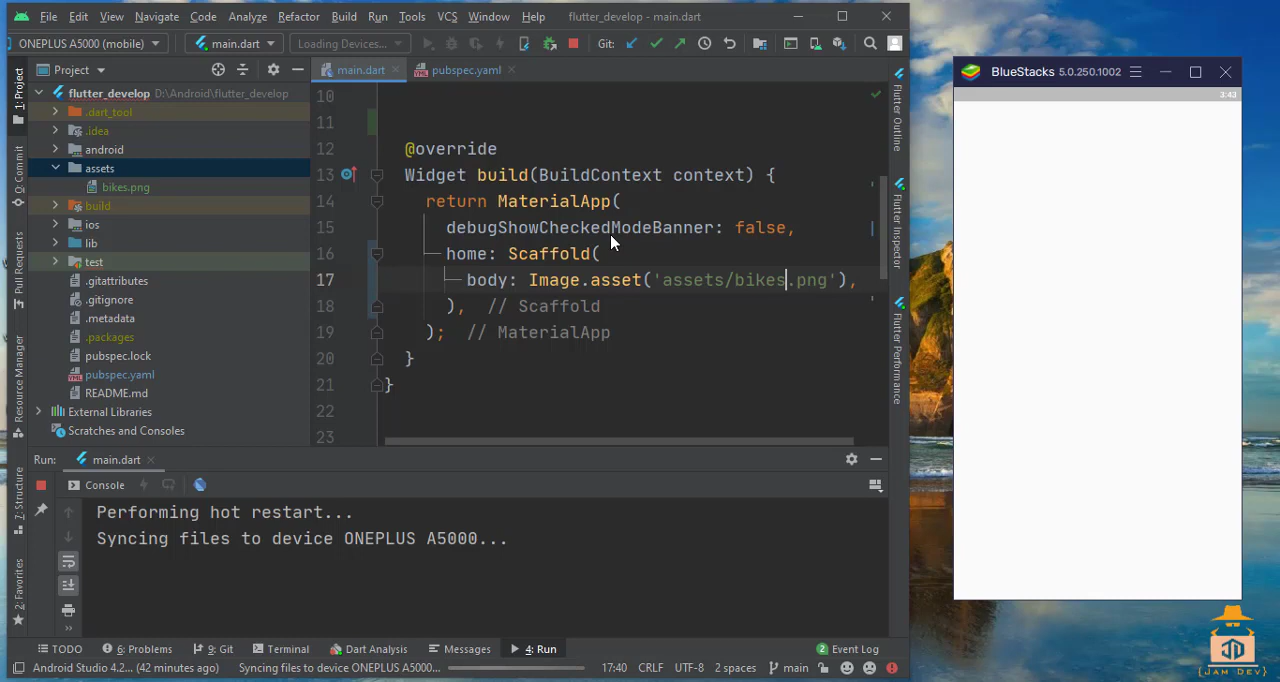 File Edit View Navigate Code Analyze Refactor Build Run Tools VCS Window Help flutter_develop - main.dart
ONEPLUS A5000 (mobile) main.dart Loading Devices... Git:
Project main.dart pubspec.yaml
flutter_develop D:\Android\flutter_develop
.dart_tool
.idea
android
assets
bikes.png
build
ios
lib
test
.gitattributes
.gitignore
.metadata
.packages
pubspec.lock
pubspec.yaml
README.md
External Libraries
Scratches and Consoles
1: Project
0: Commit
Pull Requests
Resource Manager
Z: Structure
2: Favorites
10
11
12 @override
13 Widget build(BuildContext context) {
14 return MaterialApp(
15 debugShowCheckedModeBanner: false,
16 home: Scaffold(
17 body: Image.asset('assets/bikes.png'),
18 ), // Scaffold
19 ); // MaterialApp
20 }
21 }
22
23
Flutter Outline
Flutter Inspector
Flutter Performance
Run: main.dart
Console
Performing hot restart...
Syncing files to device ONEPLUS A5000...
TODO 6: Problems 9: Git Terminal Dart Analysis Messages 4: Run 2 Event Log
Android Studio 4.2... (42 minutes ago) Syncing files to device ONEPLUS A5000... 17:40 CRLF UTF-8 2 spaces main
BlueStacks 5.0.250.1002
3:43
JD
{JAM DEV}